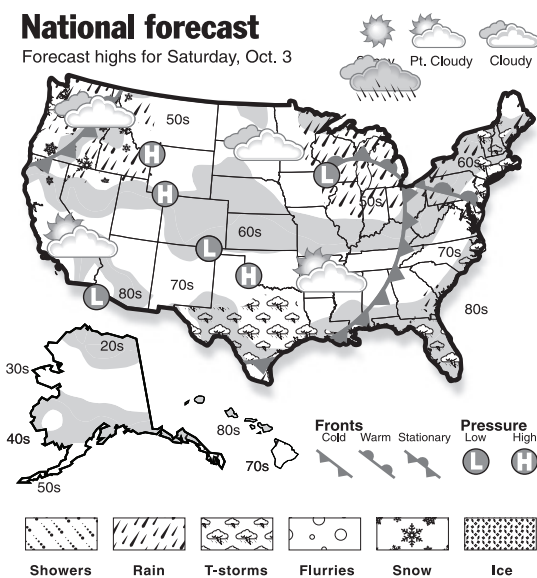 National forecast
Forecast highs for Saturday, Oct. 3
Pt. Cloudy
Cloudy
50s
H
L
60s
H
50s
60s
L
H
70s
70s
L
80s
80s
20s
30s
40s
50s
80s
70s
Fronts
Cold
Warm
Stationary
Pressure
Low
High
L
H
Showers
Rain
T-storms
Flurries
Snow
Ice